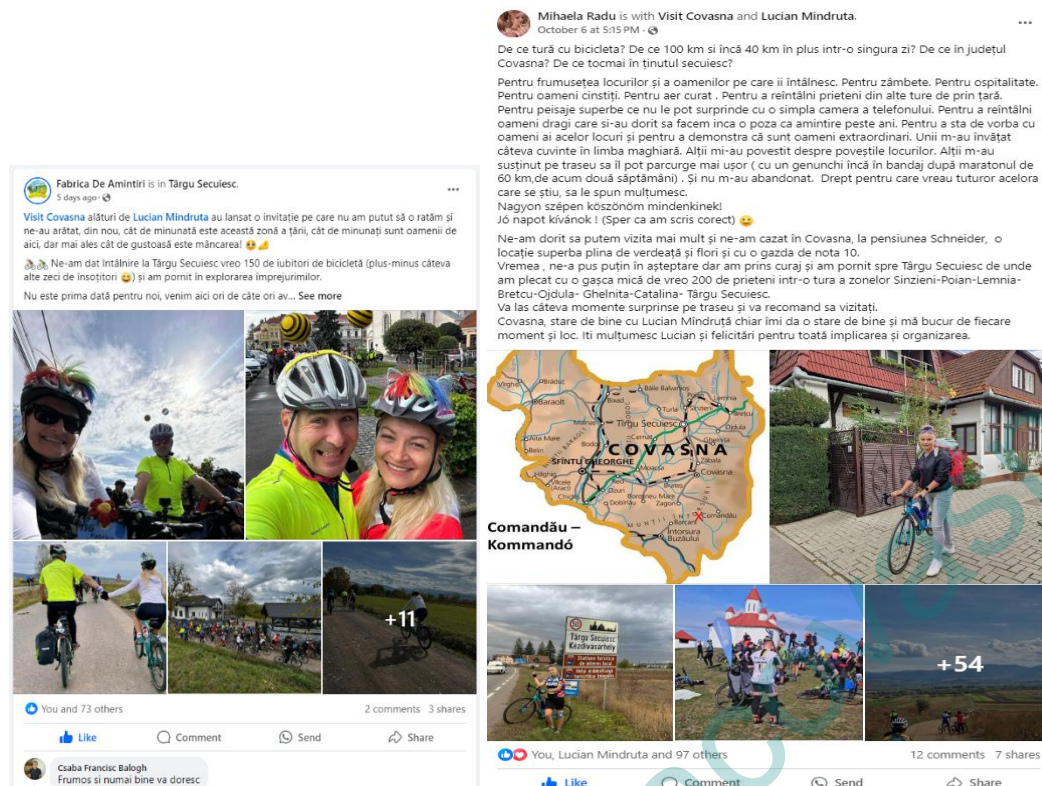 Fabrica De Amintiri is in Târgu Secuiesc.
5 days ago
Visit Covasna alături de Lucian Mindruta au lansat o invitație pe care nu am putut să o ratăm și
ne-au arătat, din nou, cât de minunată este această zonă a țării, cât de minunați sunt oamenii de
aici, dar mai ales cât de gustoasă este mâncarea!
Ne-am dat întâlnire la Târgu Secuiesc vreo 150 de iubitori de bicicletă (plus-minus câteva
alte zeci de însoțitori) și am pornit în explorarea împrejurimilor.
Nu este prima dată pentru noi, venim aici ori de câte ori av... See more
+11
You and 73 others
2 comments 3 shares
Like Comment Send Share
Csaba Francisc Balogh
Frumos si numai bine va doresc
Mihaela Radu is with Visit Covasna and Lucian Mindruta.
October 6 at 5:15 PM
De ce tură cu bicicleta? De ce 100 km si încă 40 km în plus intr-o singura zi? De ce în județul
Covasna? De ce tocmai în ținutul secuiesc?
Pentru frumusețea locurilor și a oamenilor pe care ii întâlnesc. Pentru zâmbete. Pentru ospitalitate.
Pentru oameni cinstiți. Pentru aer curat . Pentru a reîntâlni prieteni din alte ture de prin țară.
Pentru peisaje superbe ce nu le pot surprinde cu o simpla camera a telefonului. Pentru a reîntâlni
oameni dragi care si-au dorit sa facem inca o poza ca amintire peste ani. Pentru a sta de vorba cu
oameni ai acelor locuri și pentru a demonstra că sunt oameni extraordinari. Unii m-au învățat
câteva cuvinte în limba maghiară. Alții mi-au povestit despre poveștile locurilor. Alții m-au
susținut pe traseu sa îl pot parcurge mai ușor ( cu un genunchi încă în bandaj după maratonul de
60 km,de acum două săptămâni) . Și nu m-au abandonat. Drept pentru care vreau tuturor acelora
care se știu, sa le spun mulțumesc.
Nagyon szépen köszönöm mindenkinek!
Jó napot kívánok ! (Sper ca am scris corect)
Ne-am dorit sa putem vizita mai mult și ne-am cazat în Covasna, la pensiunea Schneider, o
locație superba plina de verdeață și flori și cu o gazda de nota 10.
Vremea , ne-a pus puțin în așteptare dar am prins curaj și am pornit spre Târgu Secuiesc de unde
am plecat cu o gașca mică de vreo 200 de prieteni intr-o tura a zonelor Sinzieni-Poian-Lemnia-
Bretcu-Ojdula- Ghelnita-Catalina- Târgu Secuiesc.
Va las câteva momente surprinse pe traseu și va recomand sa vizitați.
Covasna, stare de bine cu Lucian Mîndruță chiar îmi da o stare de bine și mă bucur de fiecare
moment și loc. Iti mulțumesc Lucian și felicitări pentru toată implicarea și organizarea.
Baraolt
Tîrgu Secuiesc
COVASNA
SFÎNTU GHEORGHE
Covasna
Comandău
Întorsura
Buzăului
Comandău –
Kommandó
Târgu Secuiesc
Kézdivásárhely
+54
You, Lucian Mindruta and 97 others
12 comments 7 shares
Like Comment Send Share